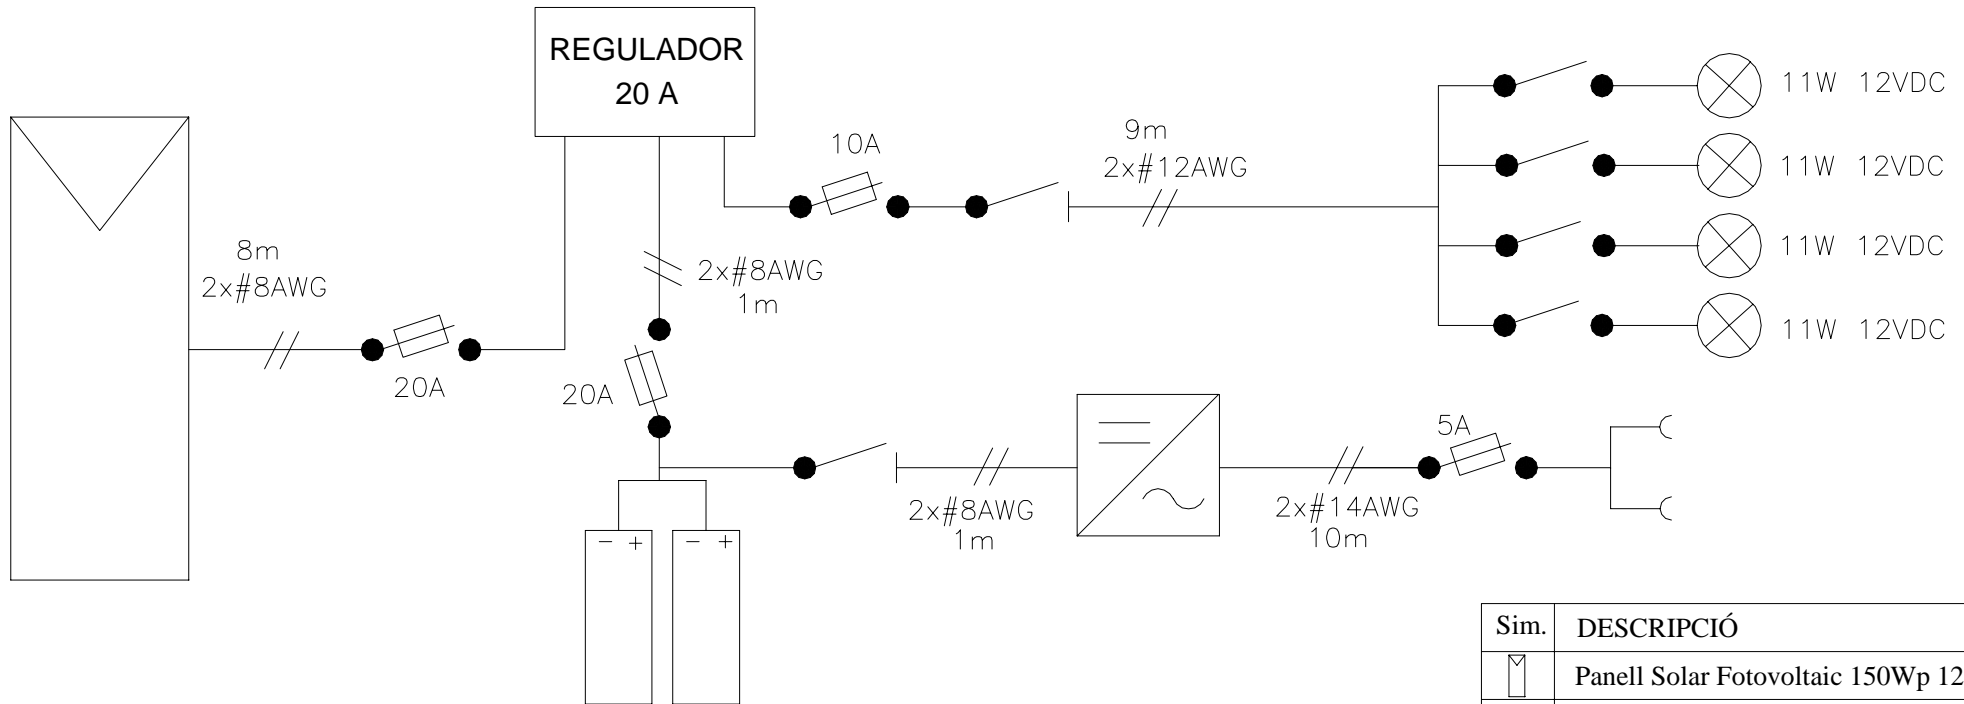 REGULADOR
20 A
8m
2x#8AWG
20A
2x#8AWG
1m
20A
10A
9m
2x#12AWG
11W 12VDC
11W 12VDC
11W 12VDC
11W 12VDC
2x#8AWG
1m
2x#14AWG
10m
5A
- +
- +
Sim. DESCRIPCIÓ
Panell Solar Fotovoltaic 150Wp 12